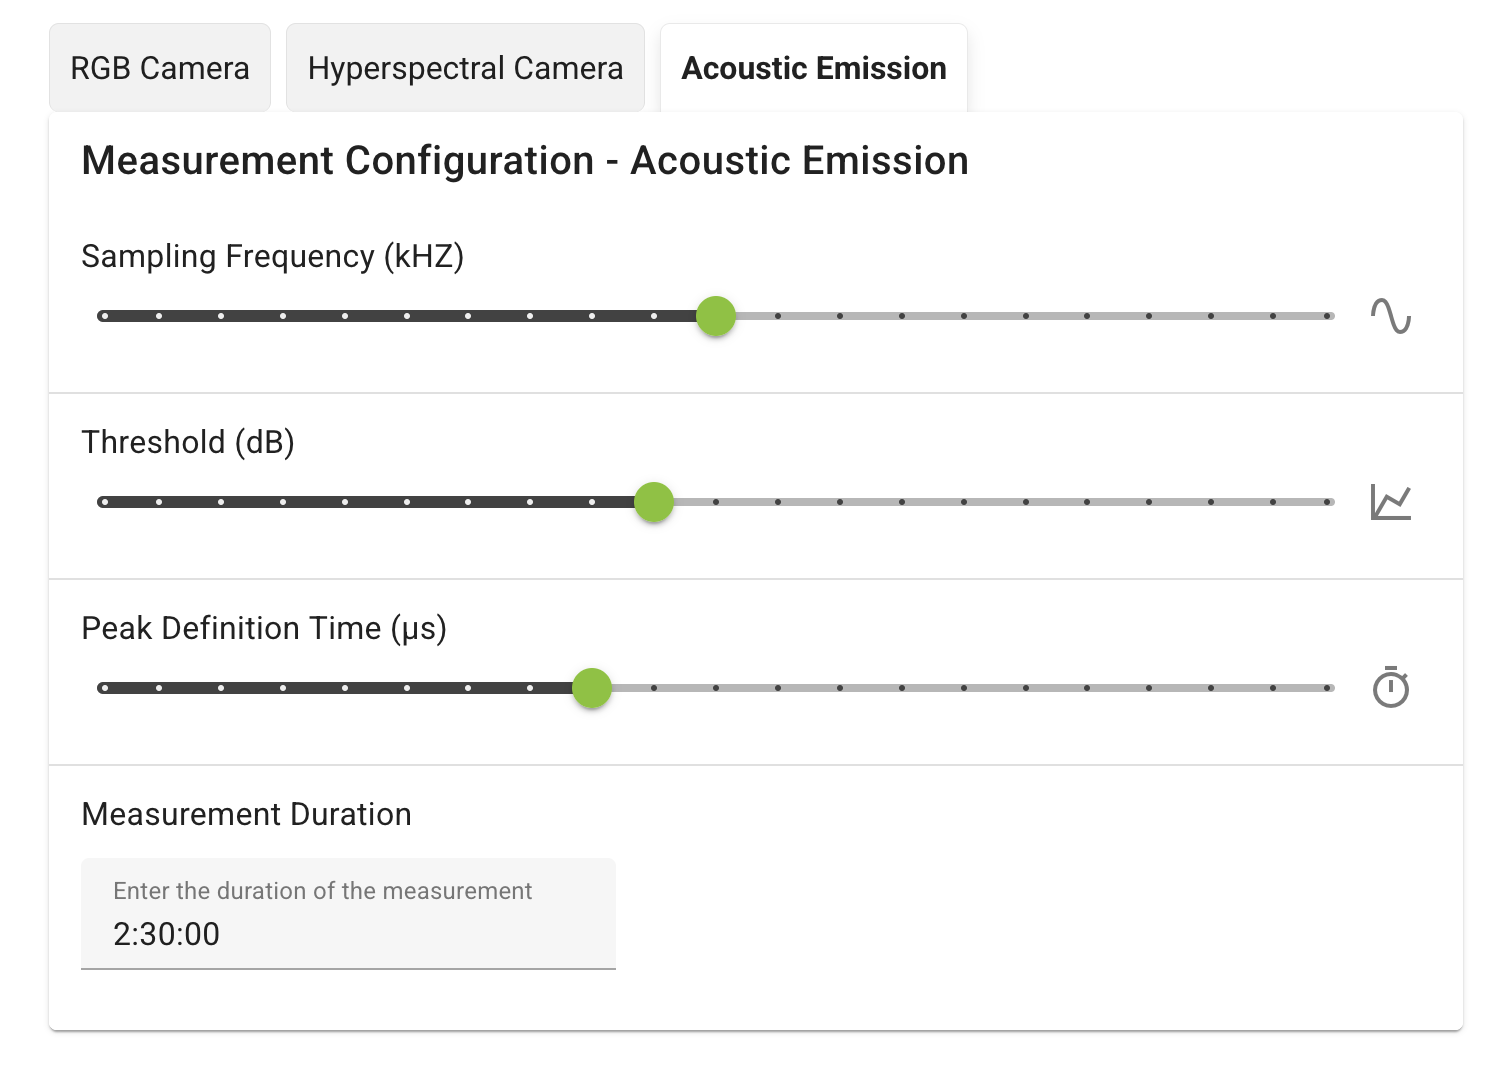 RGB Camera Hyperspectral Camera Acoustic Emission
Measurement Configuration - Acoustic Emission
Sampling Frequency (kHZ)
Threshold (dB)
Peak Definition Time (µs)
Measurement Duration
Enter the duration of the measurement
2:30:00